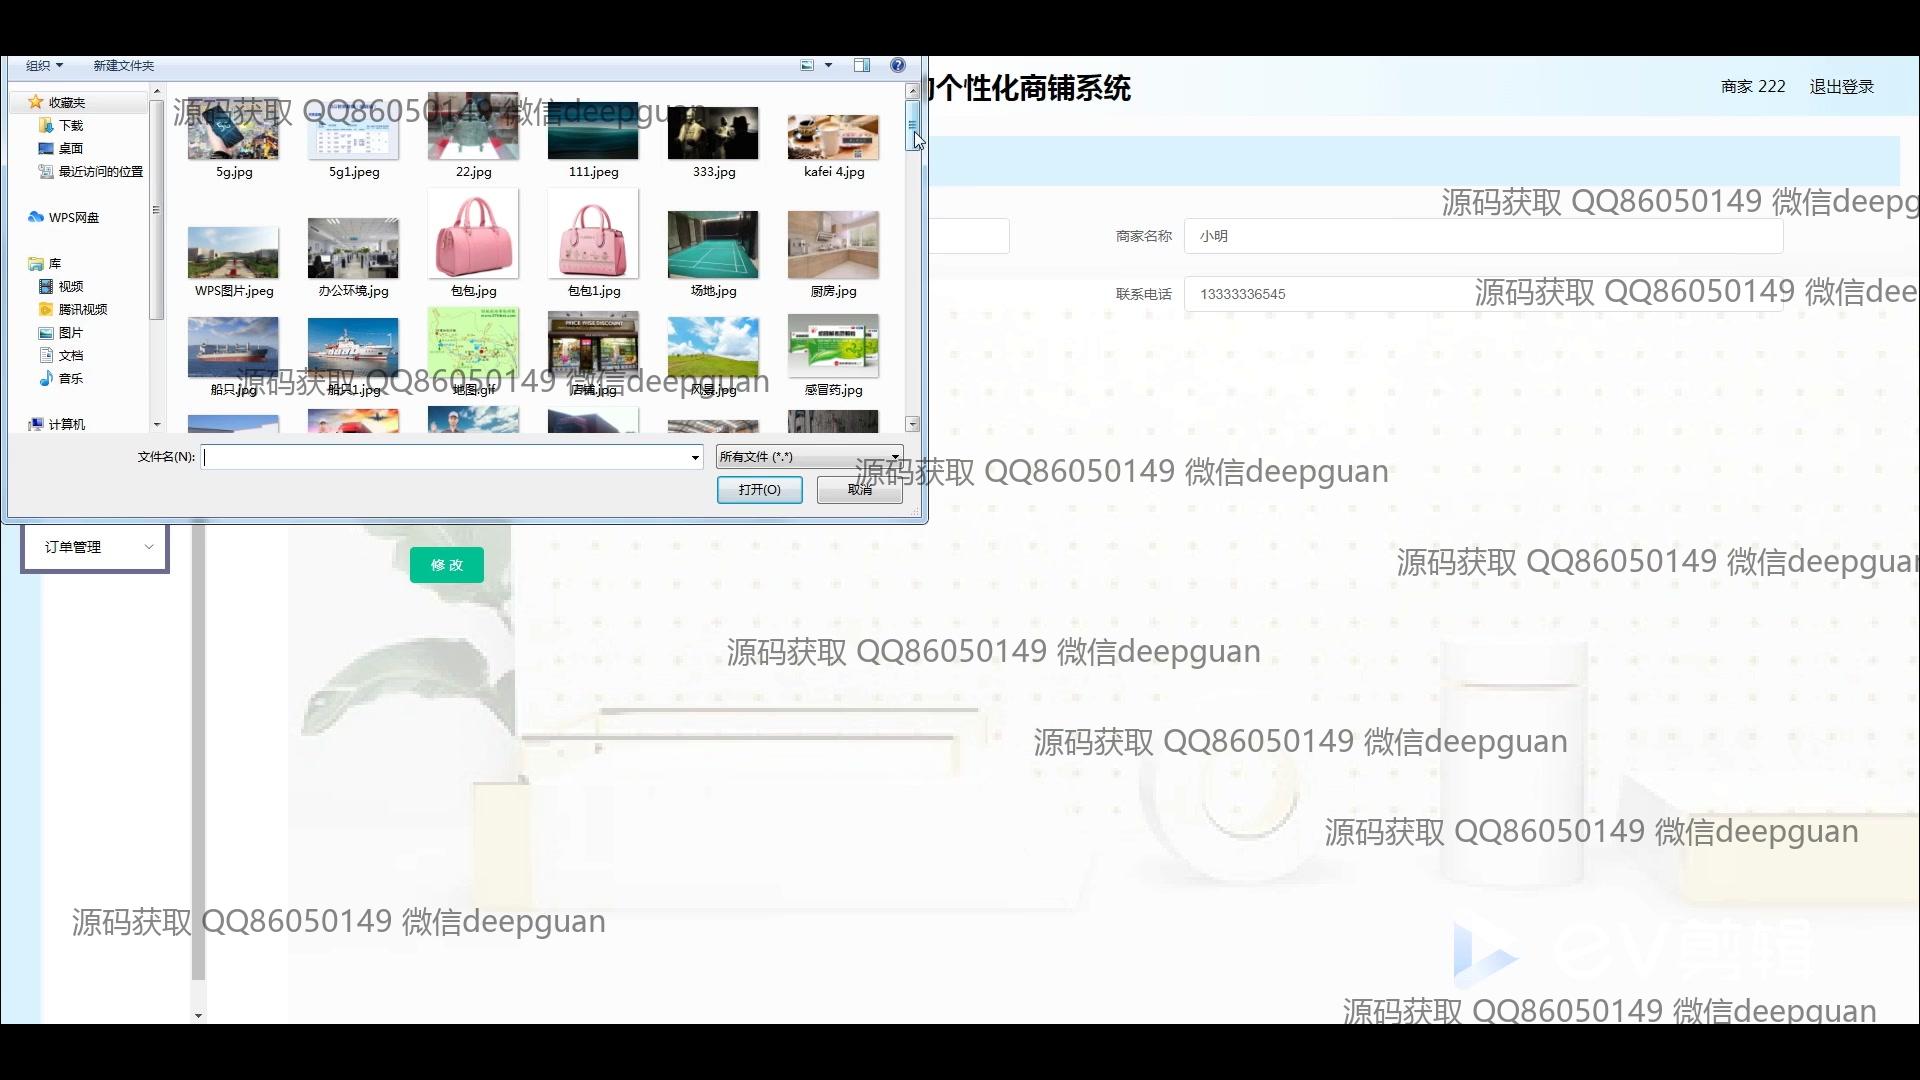 组织 新建文件夹
的个性化商铺系统
商家 222 退出登录
收藏夹
下载
桌面
最近访问的位置
WPS网盘
库
视频
腾讯视频
图片
文档
音乐
计算机
源码获取 QQ86050149 微信deepguan
5g.jpg 5g1.jpeg 22.jpg 111.jpeg 333.jpg kafei 4.jpg
WPS图片.jpeg 办公环境.jpg 包包.jpg 包包1.jpg 场地.jpg 厨房.jpg
PRICE-WISE DISCOUNT
船只.jpg 船只1.jpg 地图.gif 店铺.jpg 风景.jpg 感冒药.jpg
源码获取 QQ86050149 微信deepguan
文件名(N): 所有文件 (*.*)
打开(O) 取消
源码获取 QQ86050149 微信deepg
商家名称 小明
联系电话 13333336545
源码获取 QQ86050149 微信dee
源码获取 QQ86050149 微信deepguan
订单管理
修改
源码获取 QQ86050149 微信deepguan
源码获取 QQ86050149 微信deepguan
源码获取 QQ86050149 微信deepguan
源码获取 QQ86050149 微信deepguan
源码获取 QQ86050149 微信deepguan
ev剪辑
源码获取 QQ86050149 微信deepguan